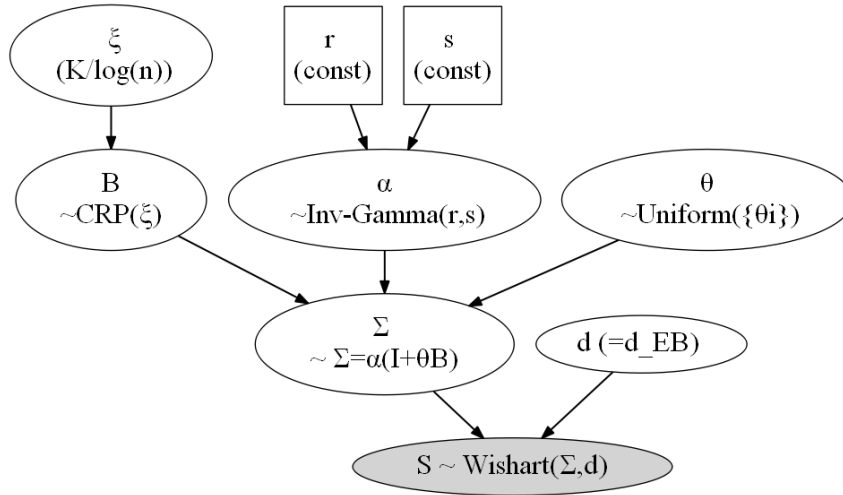 ξ
(K/log(n))
r
(const)
s
(const)
B
~CRP(ξ)
α
~Inv-Gamma(r,s)
θ
~Uniform({θi})
Σ
~ Σ=α(I+θB)
d (=d_EB)
S ~ Wishart(Σ,d)